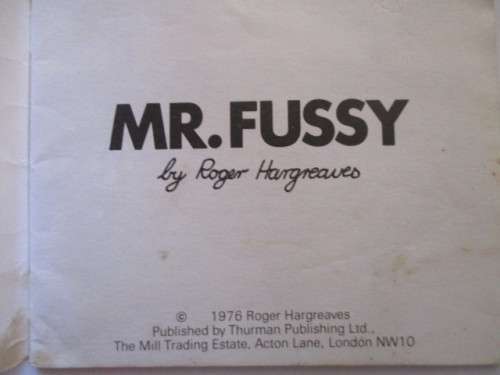 MR. FUSSY
by Roger Hargreaves
© 1976 Roger Hargreaves
Published by Thurman Publishing Ltd.,
The Mill Trading Estate, Acton Lane, London NW10